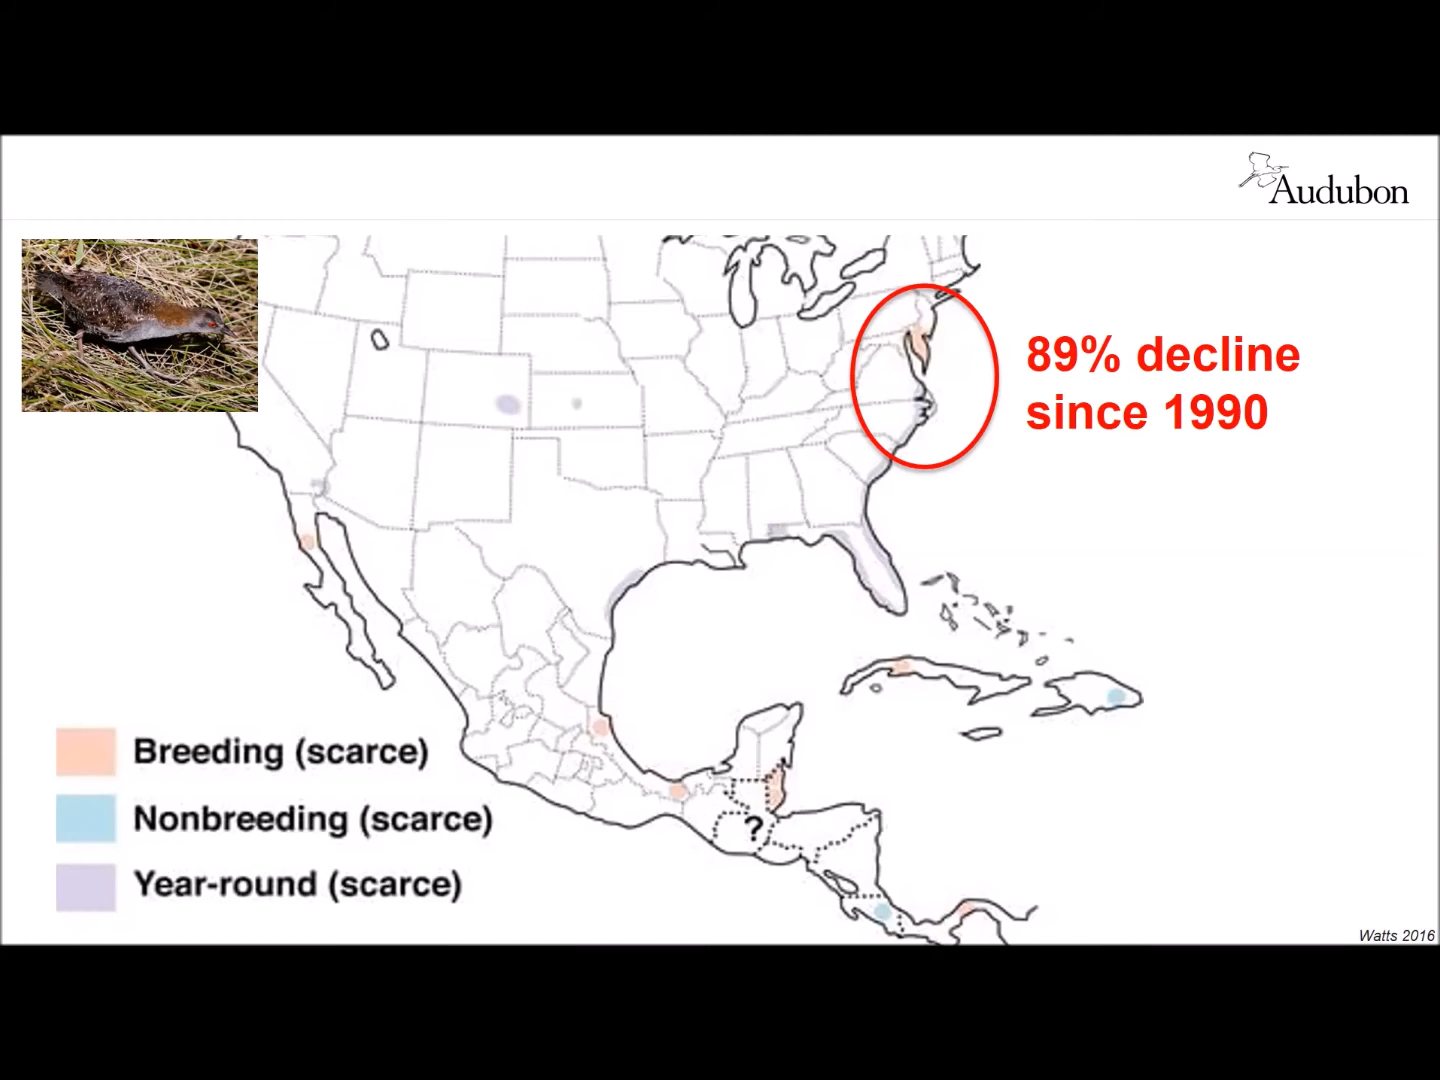 Audubon
89% decline
since 1990
?
Breeding (scarce)
Nonbreeding (scarce)
Year-round (scarce)
Watts 2016